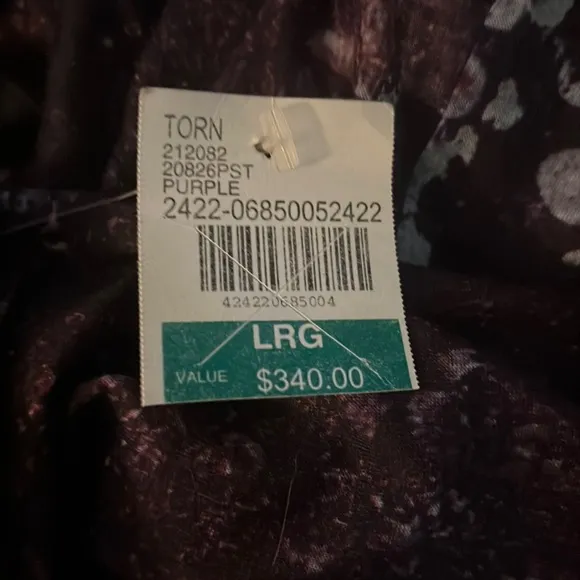 TORN
212082
20826PST
PURPLE
2422-06850052422
424220685004
LRG
VALUE $340.00